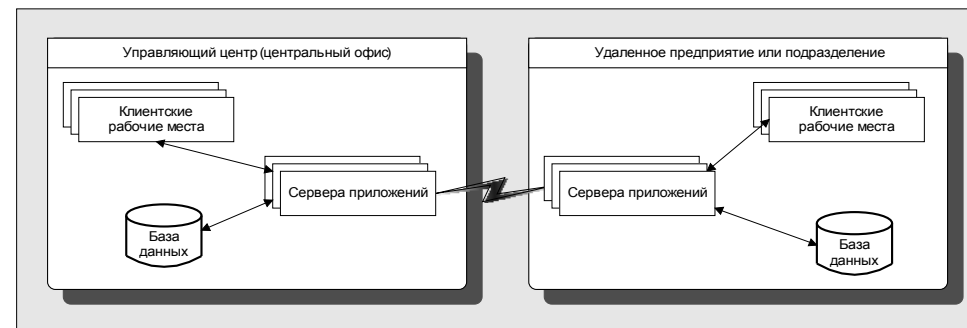 Управляющий центр (центральный офис)
Клиентские
рабочие места
Сервера приложений
База
данных
Удаленное предприятие или подразделение
Клиентские
рабочие места
Сервера приложений
База
данных